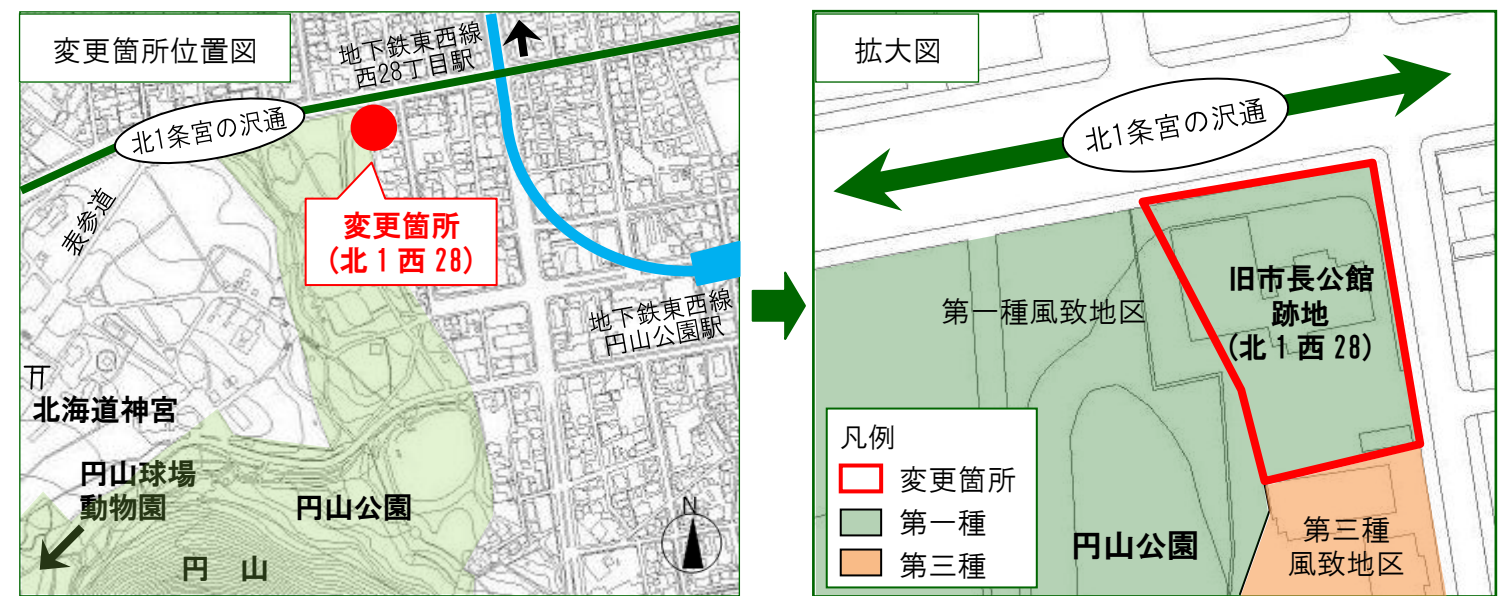 変更箇所位置図
地下鉄東西線
西28丁目駅
北1条宮の沢通
表参道
変更箇所
(北1西28)
地下鉄東西線
円山公園駅
北海道神宮
円山球場
動物園
円山公園
円 山
N
拡大図
北1条宮の沢通
第一種風致地区
旧市長公館
跡地
(北1西28)
凡例
変更箇所
第一種
第三種
円山公園
第三種
風致地区